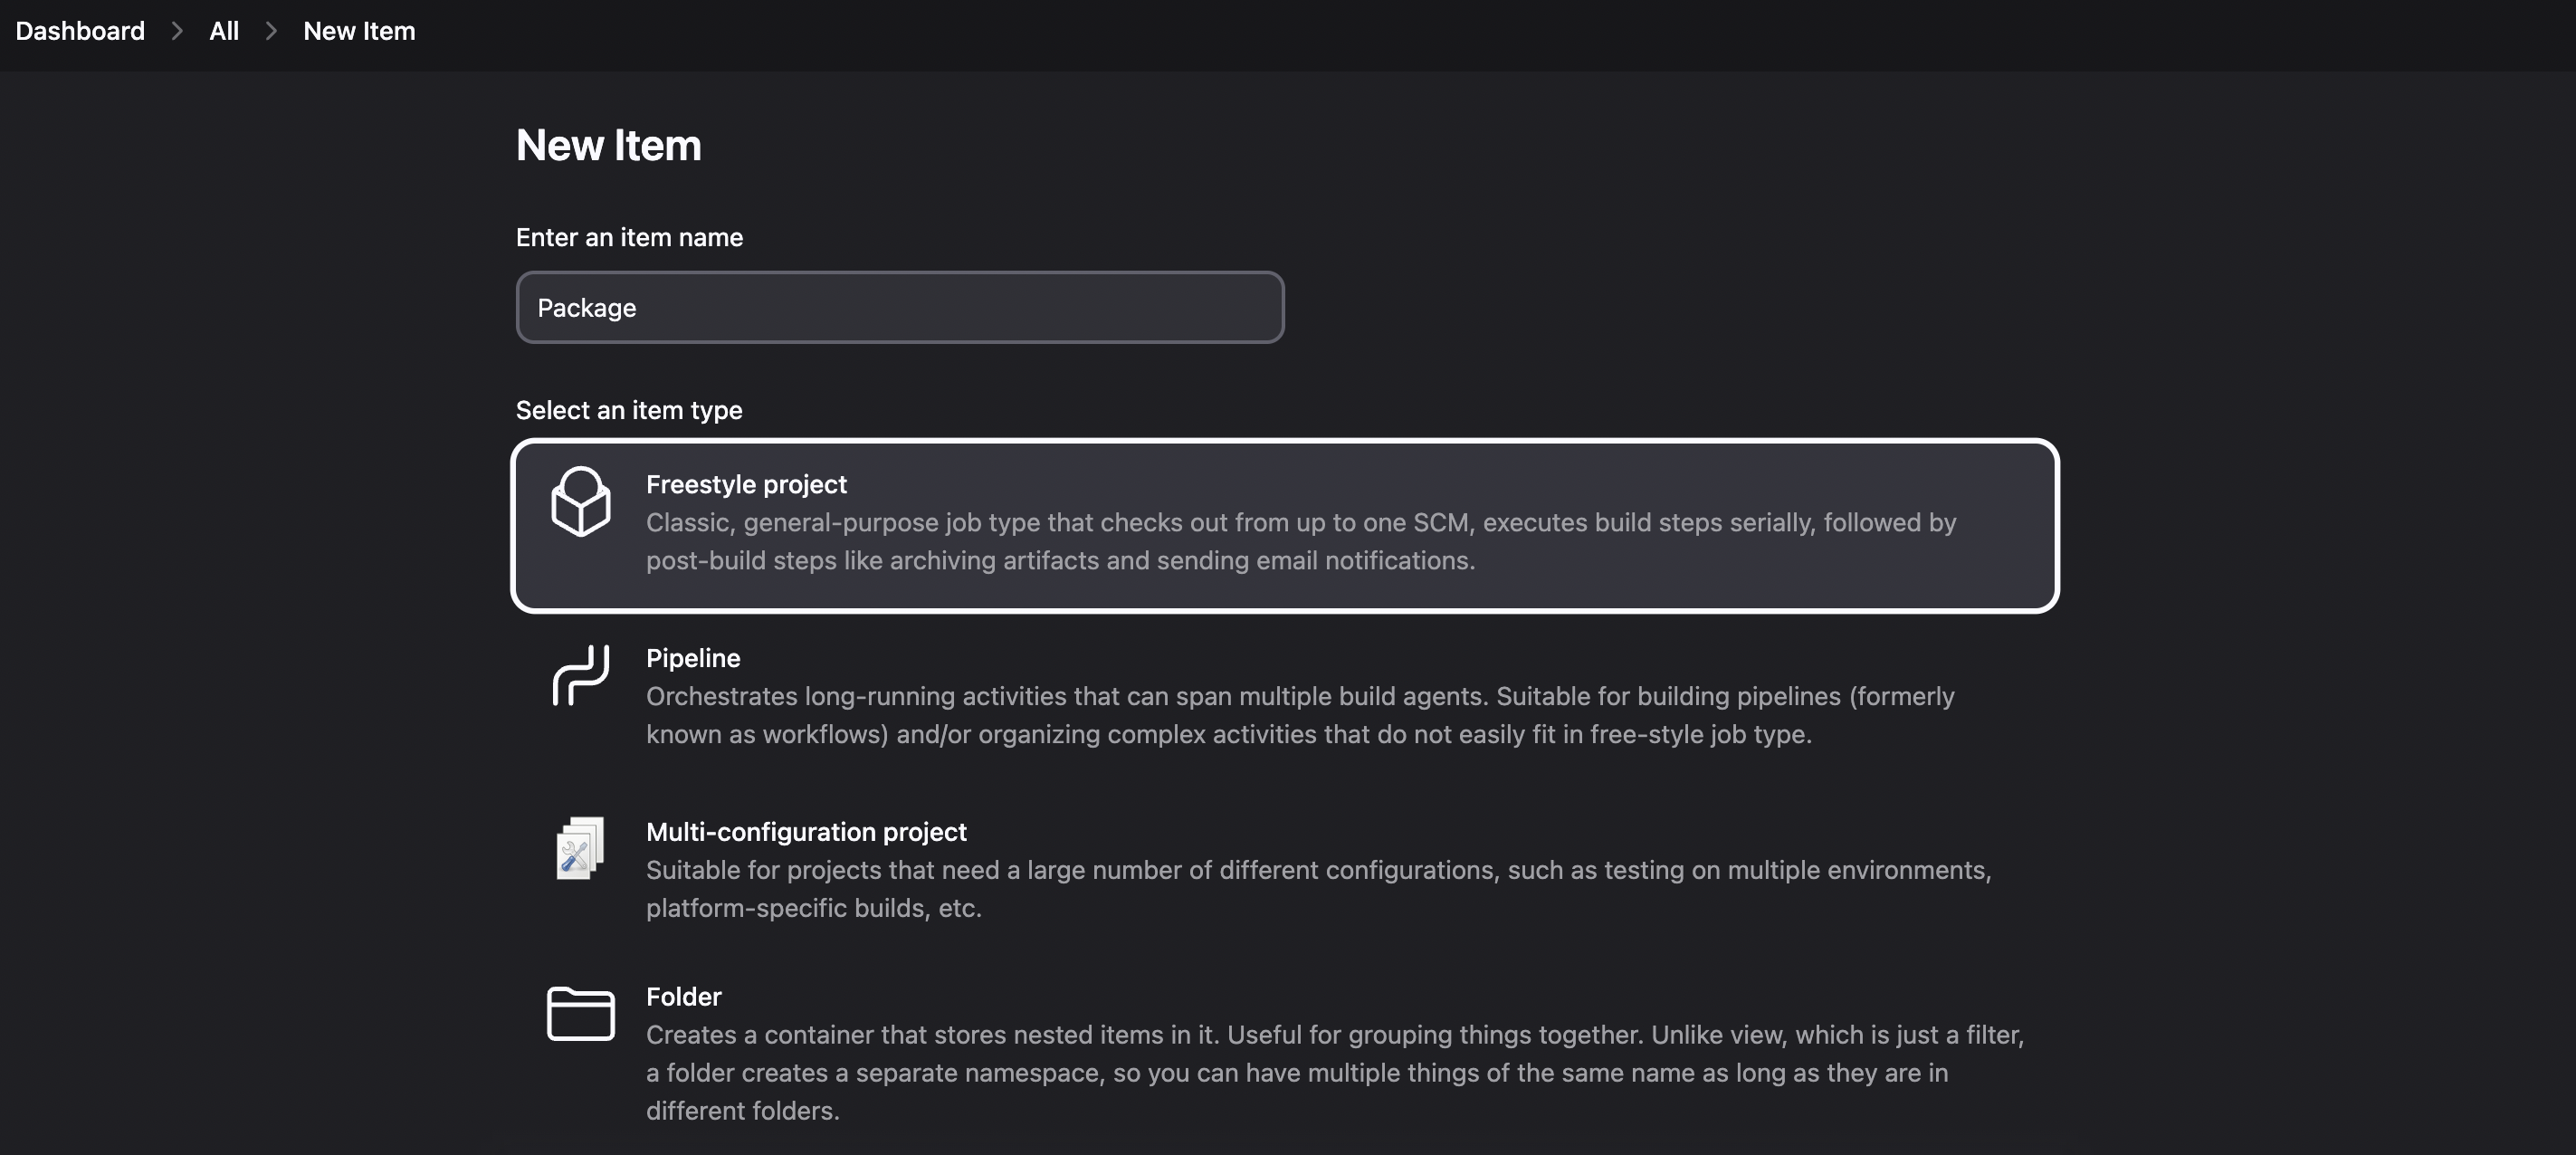 Dashboard > All > New Item
New Item
Enter an item name
Package
Select an item type
Freestyle project
Classic, general-purpose job type that checks out from up to one SCM, executes build steps serially, followed by
post-build steps like archiving artifacts and sending email notifications.
Pipeline
Orchestrates long-running activities that can span multiple build agents. Suitable for building pipelines (formerly
known as workflows) and/or organizing complex activities that do not easily fit in free-style job type.
Multi-configuration project
Suitable for projects that need a large number of different configurations, such as testing on multiple environments,
platform-specific builds, etc.
Folder
Creates a container that stores nested items in it. Useful for grouping things together. Unlike view, which is just a filter,
a folder creates a separate namespace, so you can have multiple things of the same name as long as they are in
different folders.